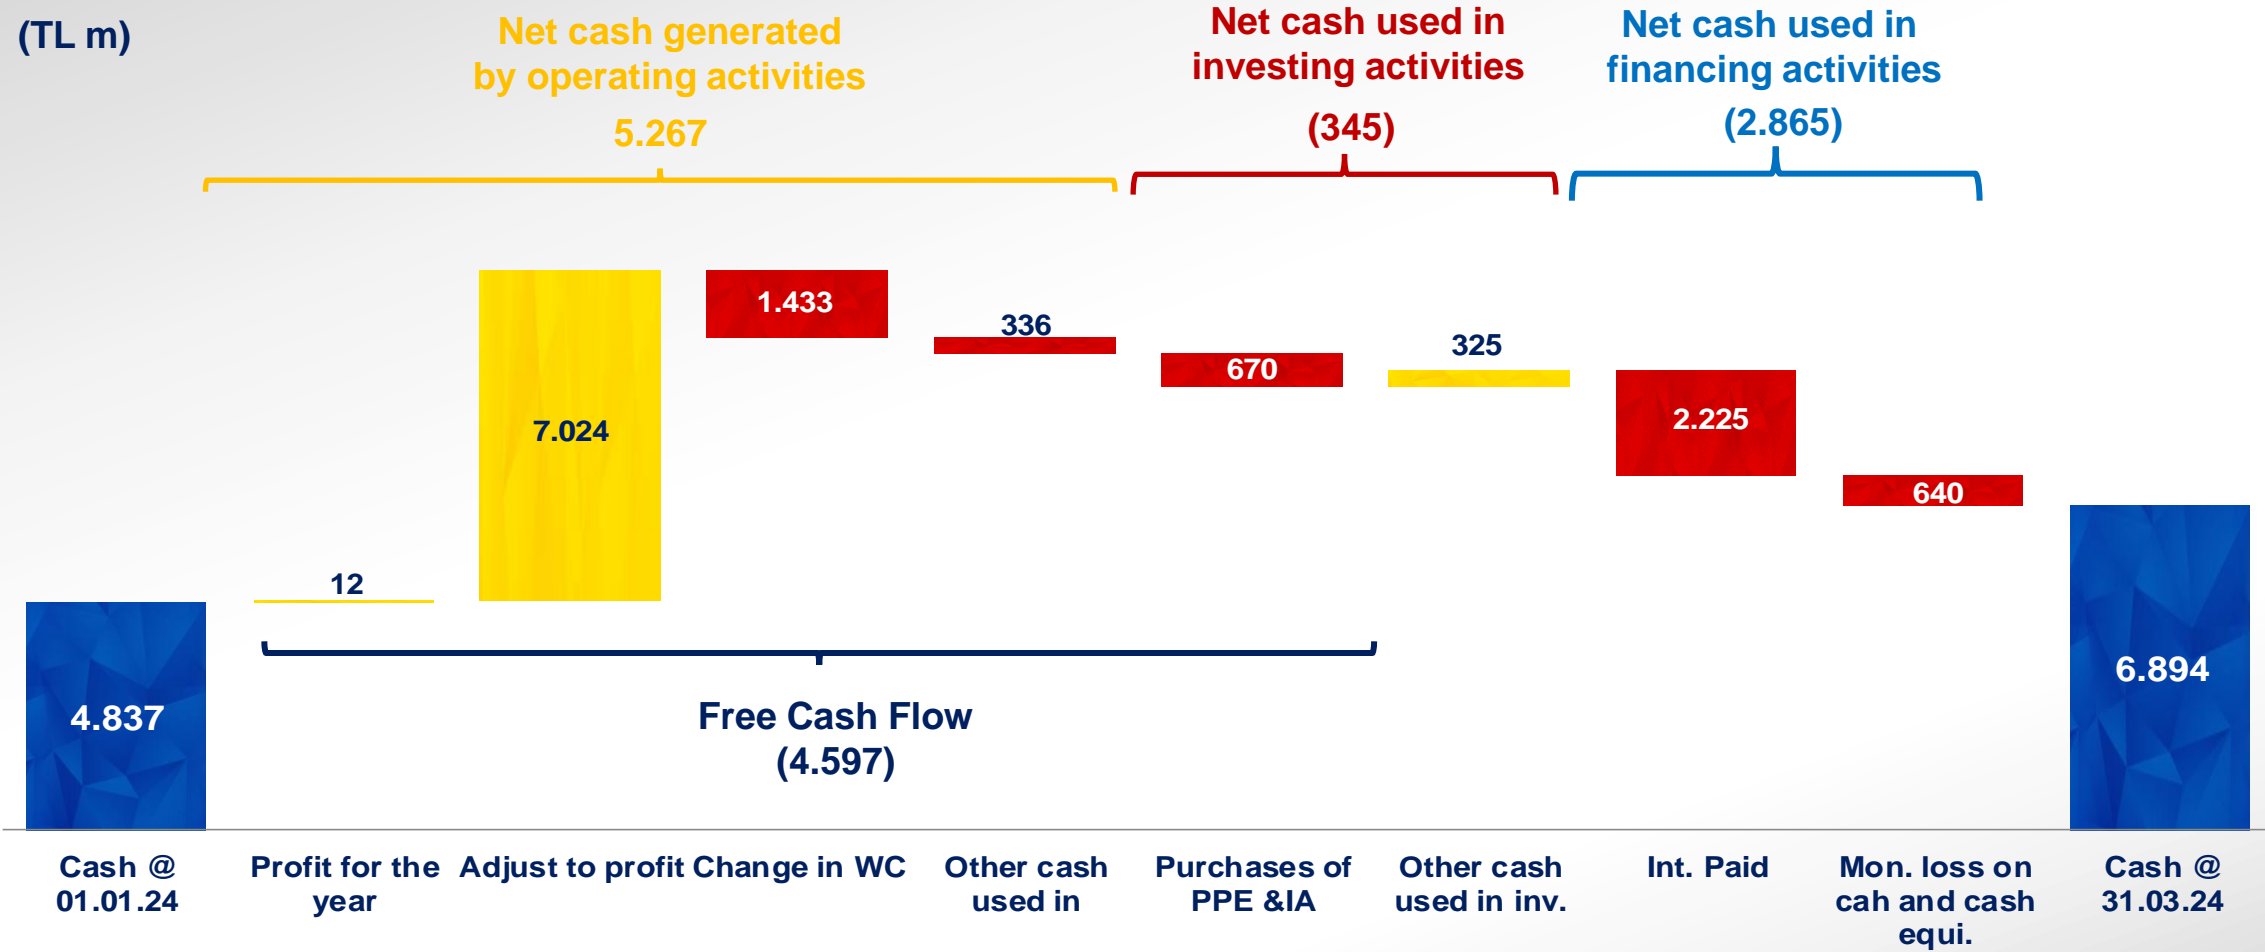 (TL m)
Net cash generated
by operating activities
5.267
Net cash used in
investing activities
(345)
Net cash used in
financing activities
(2.865)
4.837
12
7.024
1.433
336
670
325
2.225
640
6.894
Free Cash Flow
(4.597)
Cash @
01.01.24
Profit for the
year
Adjust to profit
Change in WC
Other cash
used in
Purchases of
PPE &IA
Other cash
used in inv.
Int. Paid
Mon. loss on
cah and cash
equi.
Cash @
31.03.24